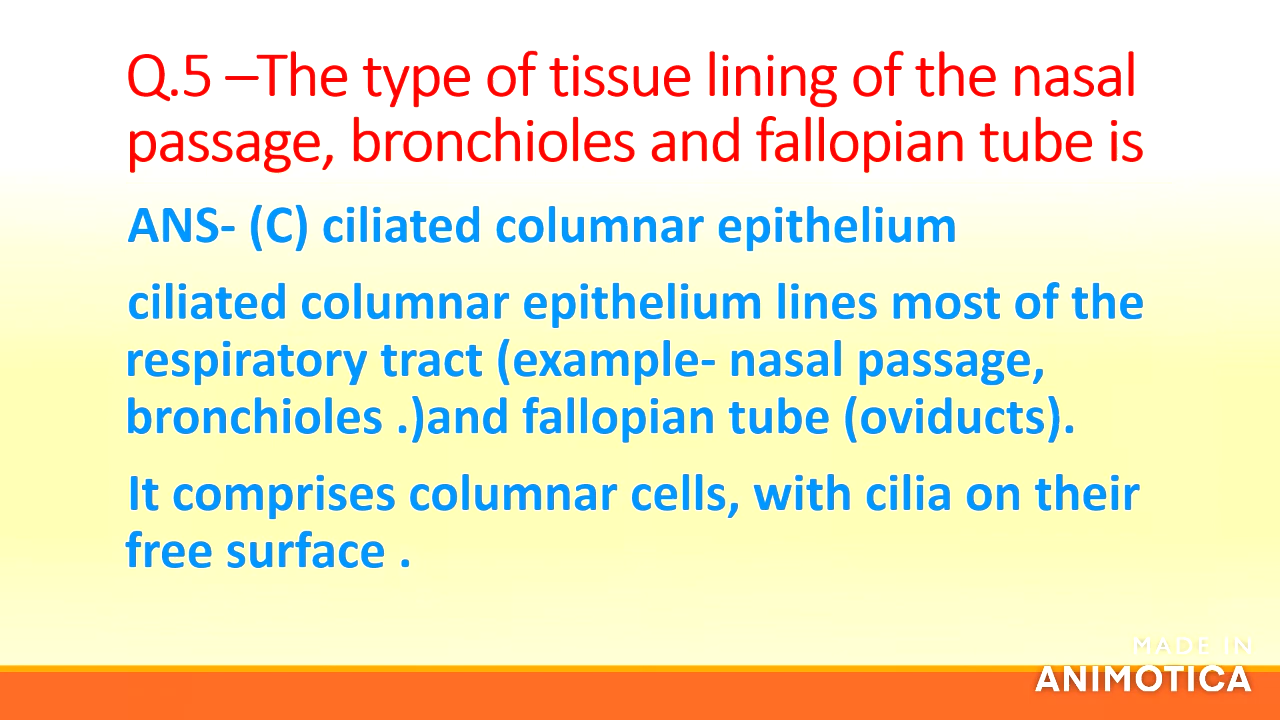 Q.5 –The type of tissue lining of the nasal
passage, bronchioles and fallopian tube is
ANS- (C) ciliated columnar epithelium
ciliated columnar epithelium lines most of the
respiratory tract (example- nasal passage,
bronchioles .)and fallopian tube (oviducts).
It comprises columnar cells, with cilia on their
free surface .
MADE IN
ANIMOTICA